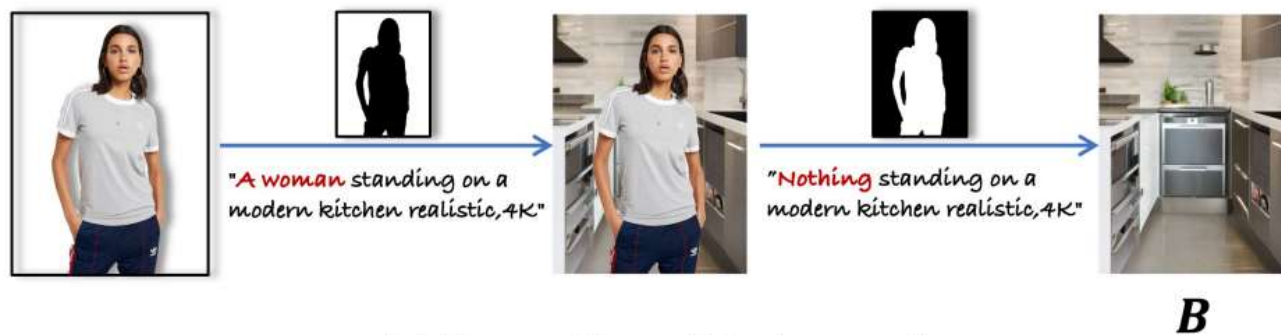 "A woman standing on a
modern kitchen realistic,4K"
"Nothing standing on a
modern kitchen realistic,4K"
B